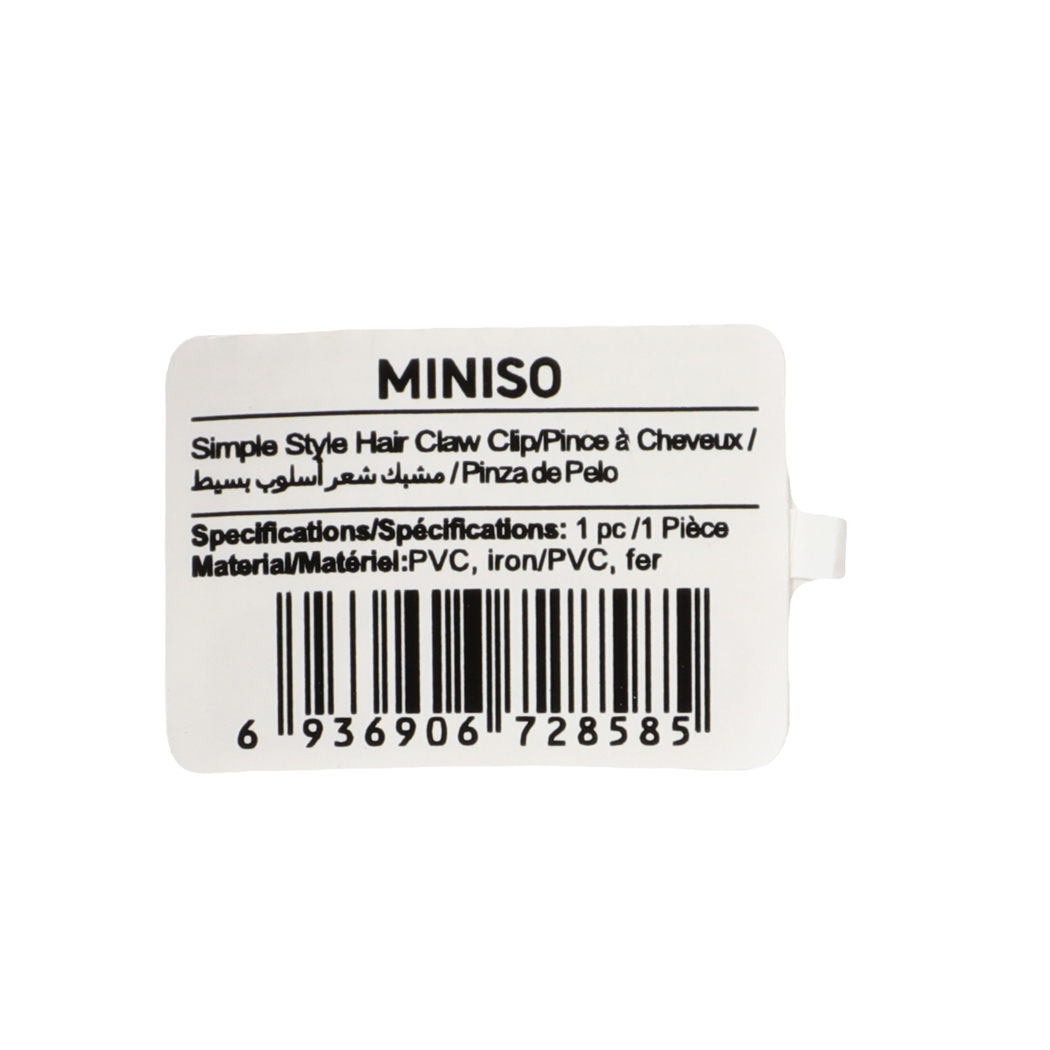 MINISO
Simple Style Hair Claw Clip/Pince à Cheveux /
مشبك شعر أسلوب بسيط / Pinza de Pelo
Specifications/Spécifications: 1 pc /1 Pièce
Material/Matériel:PVC, iron/PVC, fer
6 936906 728585